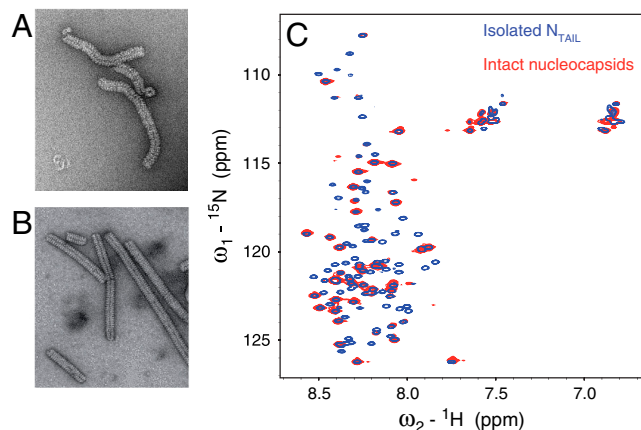 A
B
C
Isolated N_TAIL
Intact nucleocapsids
110
115
120
125
ω₁ - ¹⁵N (ppm)
8.5 8.0 7.5 7.0
ω₂ - ¹H (ppm)